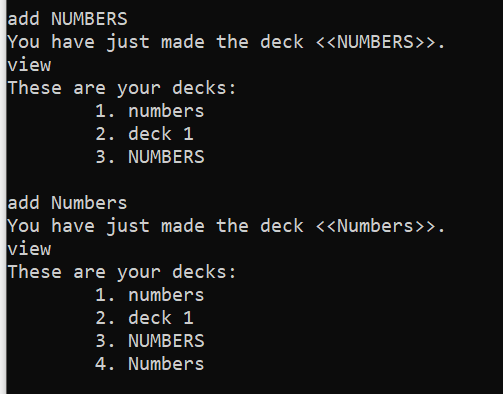 add NUMBERS
You have just made the deck <<NUMBERS>>.
view
These are your decks:
1. numbers
2. deck 1
3. NUMBERS
add Numbers
You have just made the deck <<Numbers>>.
view
These are your decks:
1. numbers
2. deck 1
3. NUMBERS
4. Numbers